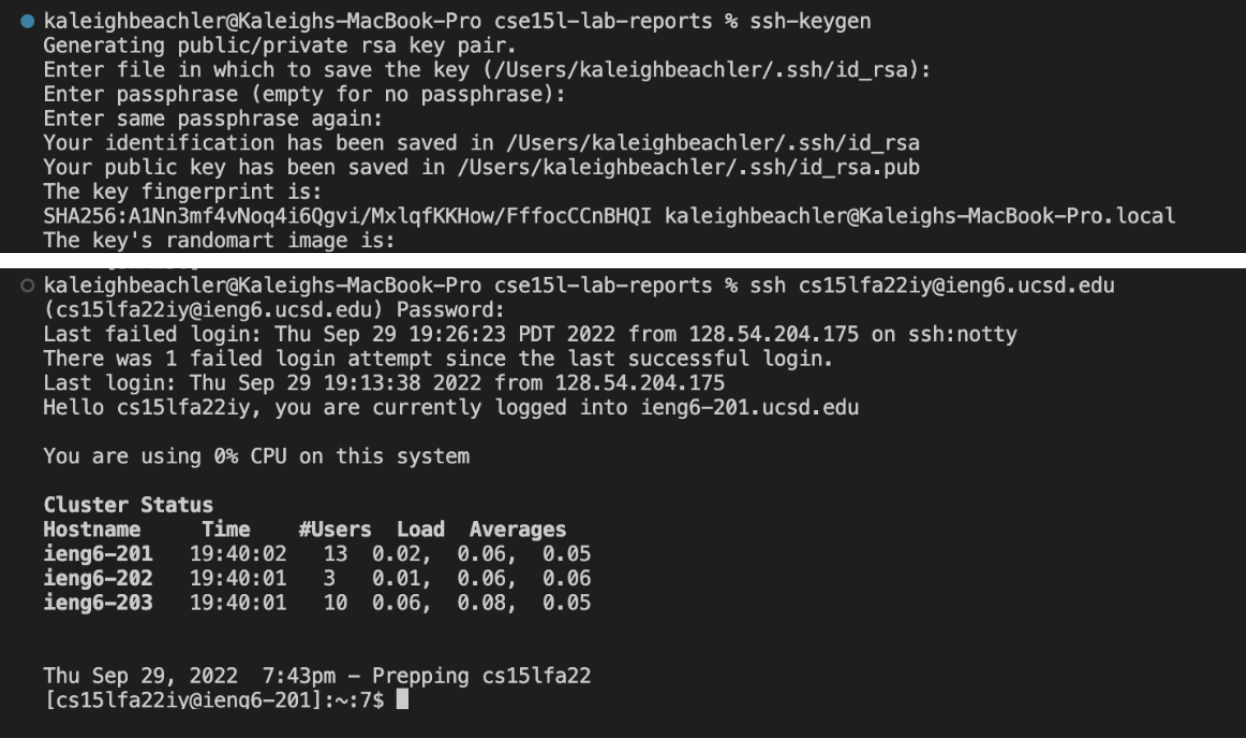 kaleighbeachler@Kaleighs-MacBook-Pro cse15l-lab-reports % ssh-keygen
Generating public/private rsa key pair.
Enter file in which to save the key (/Users/kaleighbeachler/.ssh/id_rsa):
Enter passphrase (empty for no passphrase):
Enter same passphrase again:
Your identification has been saved in /Users/kaleighbeachler/.ssh/id_rsa
Your public key has been saved in /Users/kaleighbeachler/.ssh/id_rsa.pub
The key fingerprint is:
SHA256:A1Nn3mf4vNoq4i6Qgvi/MxlqfKKHow/FffocCCnBHQI kaleighbeachler@Kaleighs-MacBook-Pro.local
The key's randomart image is:
kaleighbeachler@Kaleighs-MacBook-Pro cse15l-lab-reports % ssh cs15lfa22iy@ieng6.ucsd.edu
(cs15lfa22iy@ieng6.ucsd.edu) Password:
Last failed login: Thu Sep 29 19:26:23 PDT 2022 from 128.54.204.175 on ssh:notty
There was 1 failed login attempt since the last successful login.
Last login: Thu Sep 29 19:13:38 2022 from 128.54.204.175
Hello cs15lfa22iy, you are currently logged into ieng6-201.ucsd.edu
You are using 0% CPU on this system
Cluster Status
Hostname Time #Users Load Averages
ieng6-201 19:40:02 13 0.02, 0.06, 0.05
ieng6-202 19:40:01 3 0.01, 0.06, 0.06
ieng6-203 19:40:01 10 0.06, 0.08, 0.05
Thu Sep 29, 2022 7:43pm - Prepping cs15lfa22
[cs15lfa22iy@ieng6-201]:~:7$